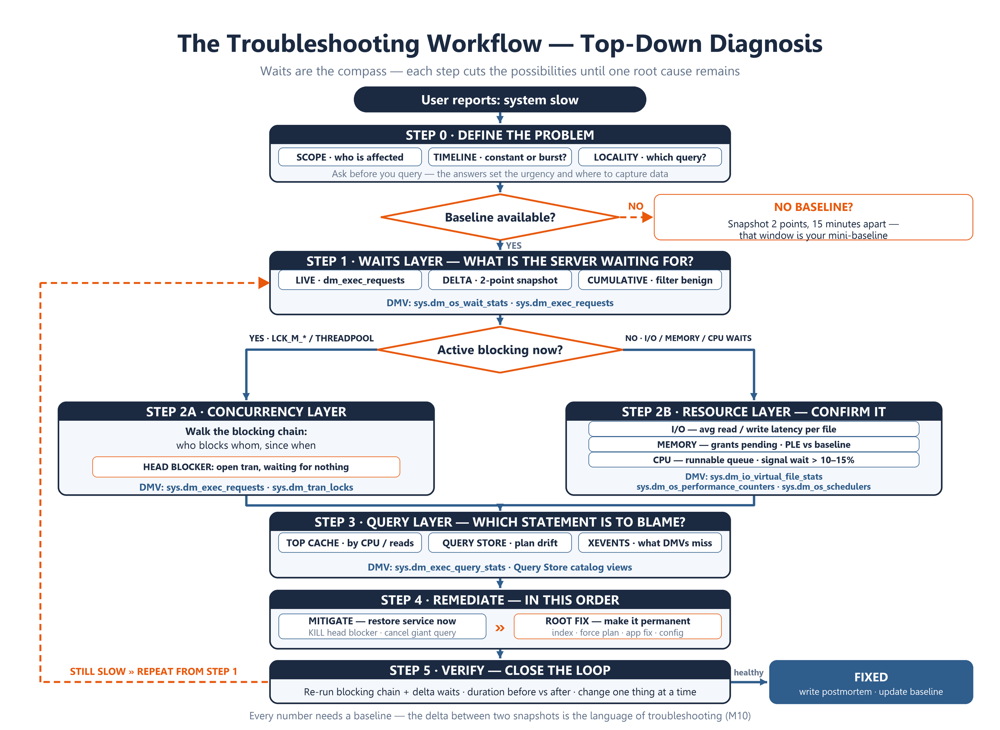 The Troubleshooting Workflow — Top-Down Diagnosis
Waits are the compass — each step cuts the possibilities until one root cause remains
User reports: system slow
STEP 0 · DEFINE THE PROBLEM
SCOPE · who is affected
TIMELINE · constant or burst?
LOCALITY · which query?
Ask before you query — the answers set the urgency and where to capture data
Baseline available?
NO
NO BASELINE?
Snapshot 2 points, 15 minutes apart —
that window is your mini-baseline
YES
STEP 1 · WAITS LAYER — WHAT IS THE SERVER WAITING FOR?
LIVE · dm_exec_requests
DELTA · 2-point snapshot
CUMULATIVE · filter benign
DMV: sys.dm_os_wait_stats · sys.dm_exec_requests
YES · LCK_M_* / THREADPOOL
Active blocking now?
NO · I/O / MEMORY / CPU WAITS
STEP 2A · CONCURRENCY LAYER
Walk the blocking chain:
who blocks whom, since when
HEAD BLOCKER: open tran, waiting for nothing
DMV: sys.dm_exec_requests · sys.dm_tran_locks
STEP 2B · RESOURCE LAYER — CONFIRM IT
I/O — avg read / write latency per file
MEMORY — grants pending · PLE vs baseline
CPU — runnable queue · signal wait > 10–15%
DMV: sys.dm_io_virtual_file_stats
sys.dm_os_performance_counters · sys.dm_os_schedulers
STEP 3 · QUERY LAYER — WHICH STATEMENT IS TO BLAME?
TOP CACHE · by CPU / reads
QUERY STORE · plan drift
XEVENTS · what DMVs miss
DMV: sys.dm_exec_query_stats · Query Store catalog views
STEP 4 · REMEDIATE — IN THIS ORDER
MITIGATE — restore service now
KILL head blocker · cancel giant query
»
ROOT FIX — make it permanent
index · force plan · app fix · config
STILL SLOW » REPEAT FROM STEP 1
STEP 5 · VERIFY — CLOSE THE LOOP
Re-run blocking chain + delta waits · duration before vs after · change one thing at a time
healthy
FIXED
write postmortem · update baseline
Every number needs a baseline — the delta between two snapshots is the language of troubleshooting (M10)